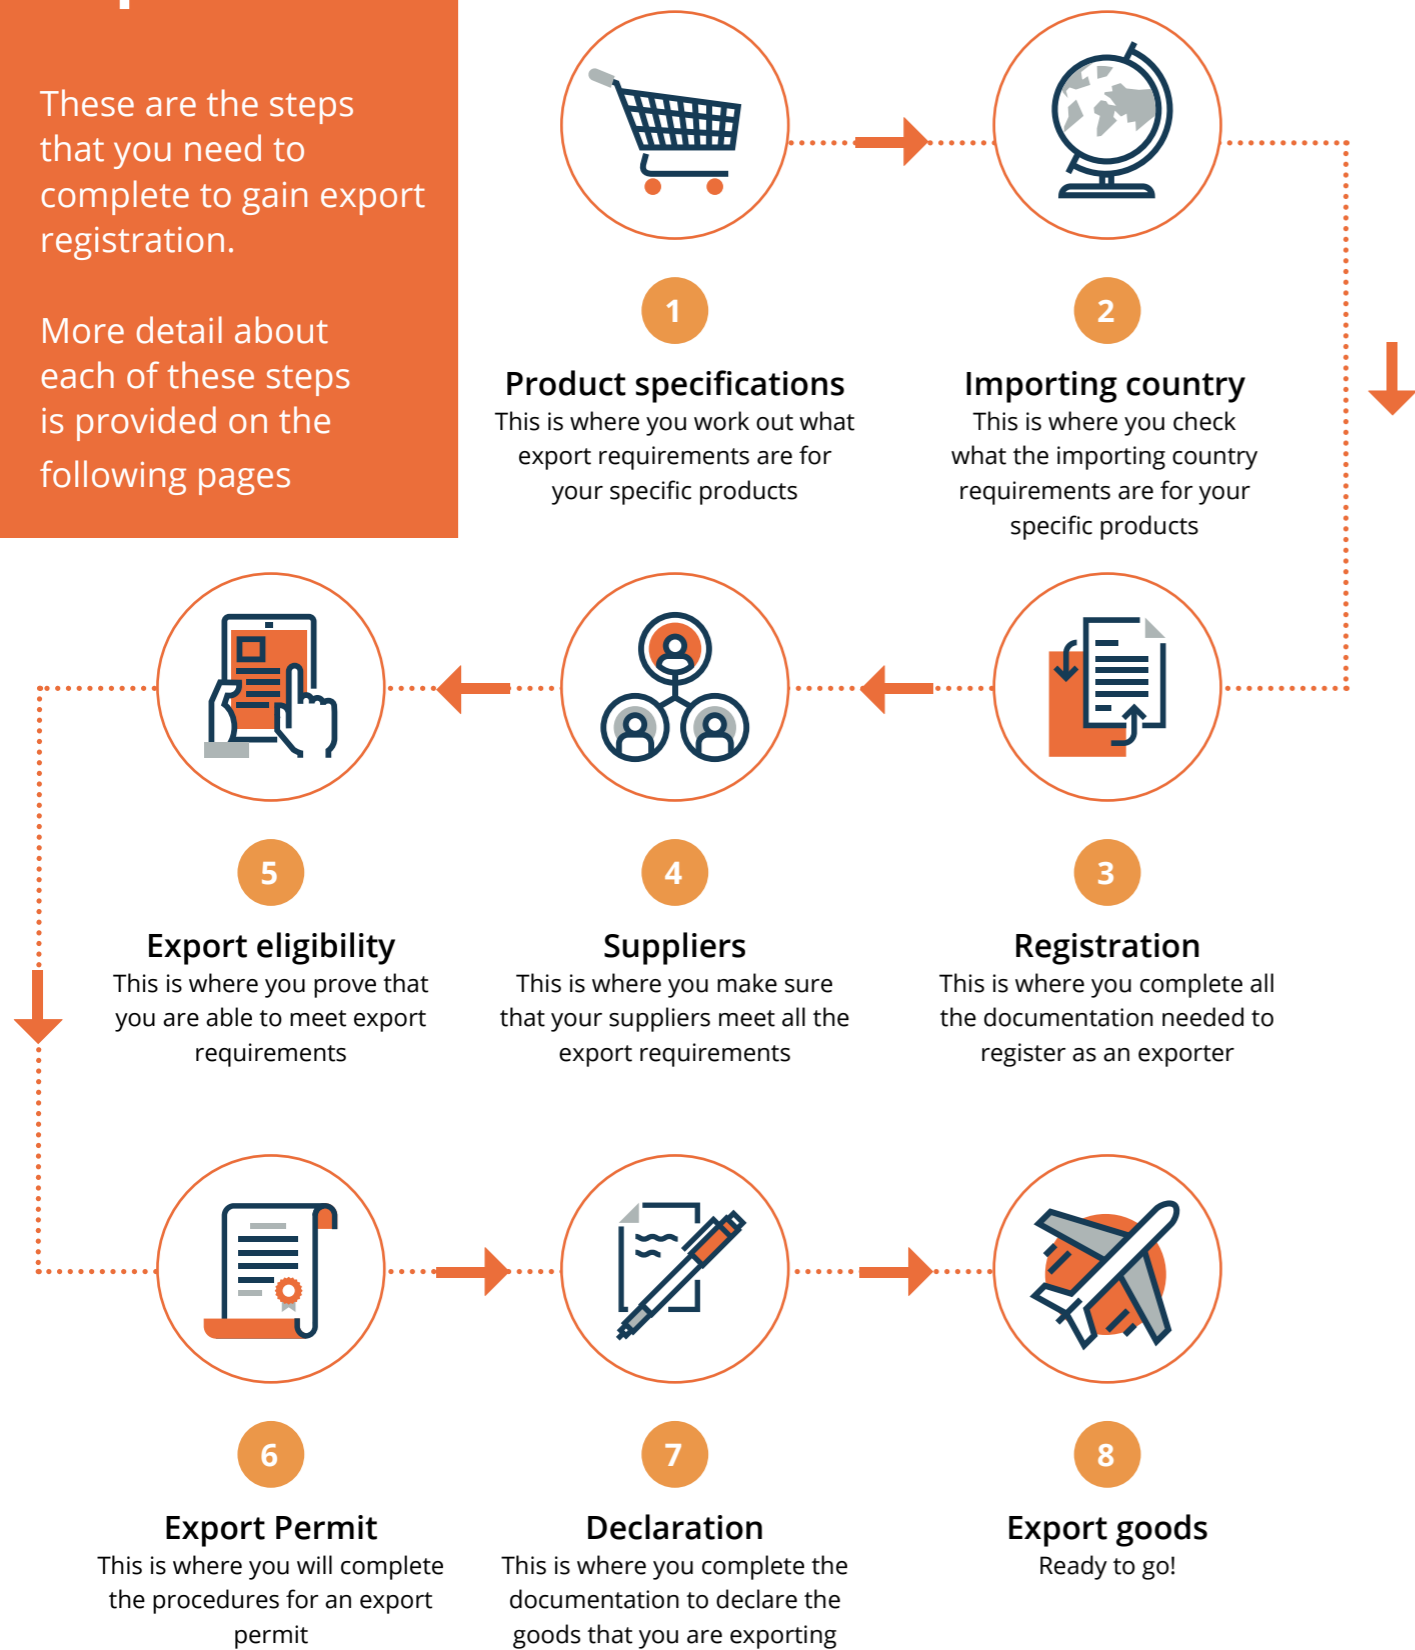 These are the steps
that you need to
complete to gain export
registration.
More detail about
each of these steps
is provided on the
following pages
1
Product specifications
This is where you work out what
export requirements are for
your specific products
2
Importing country
This is where you check
what the importing country
requirements are for your
specific products
3
Registration
This is where you complete all
the documentation needed to
register as an exporter
4
Suppliers
This is where you make sure
that your suppliers meet all the
export requirements
5
Export eligibility
This is where you prove that
you are able to meet export
requirements
6
Export Permit
This is where you will complete
the procedures for an export
permit
7
Declaration
This is where you complete the
documentation to declare the
goods that you are exporting
8
Export goods
Ready to go!